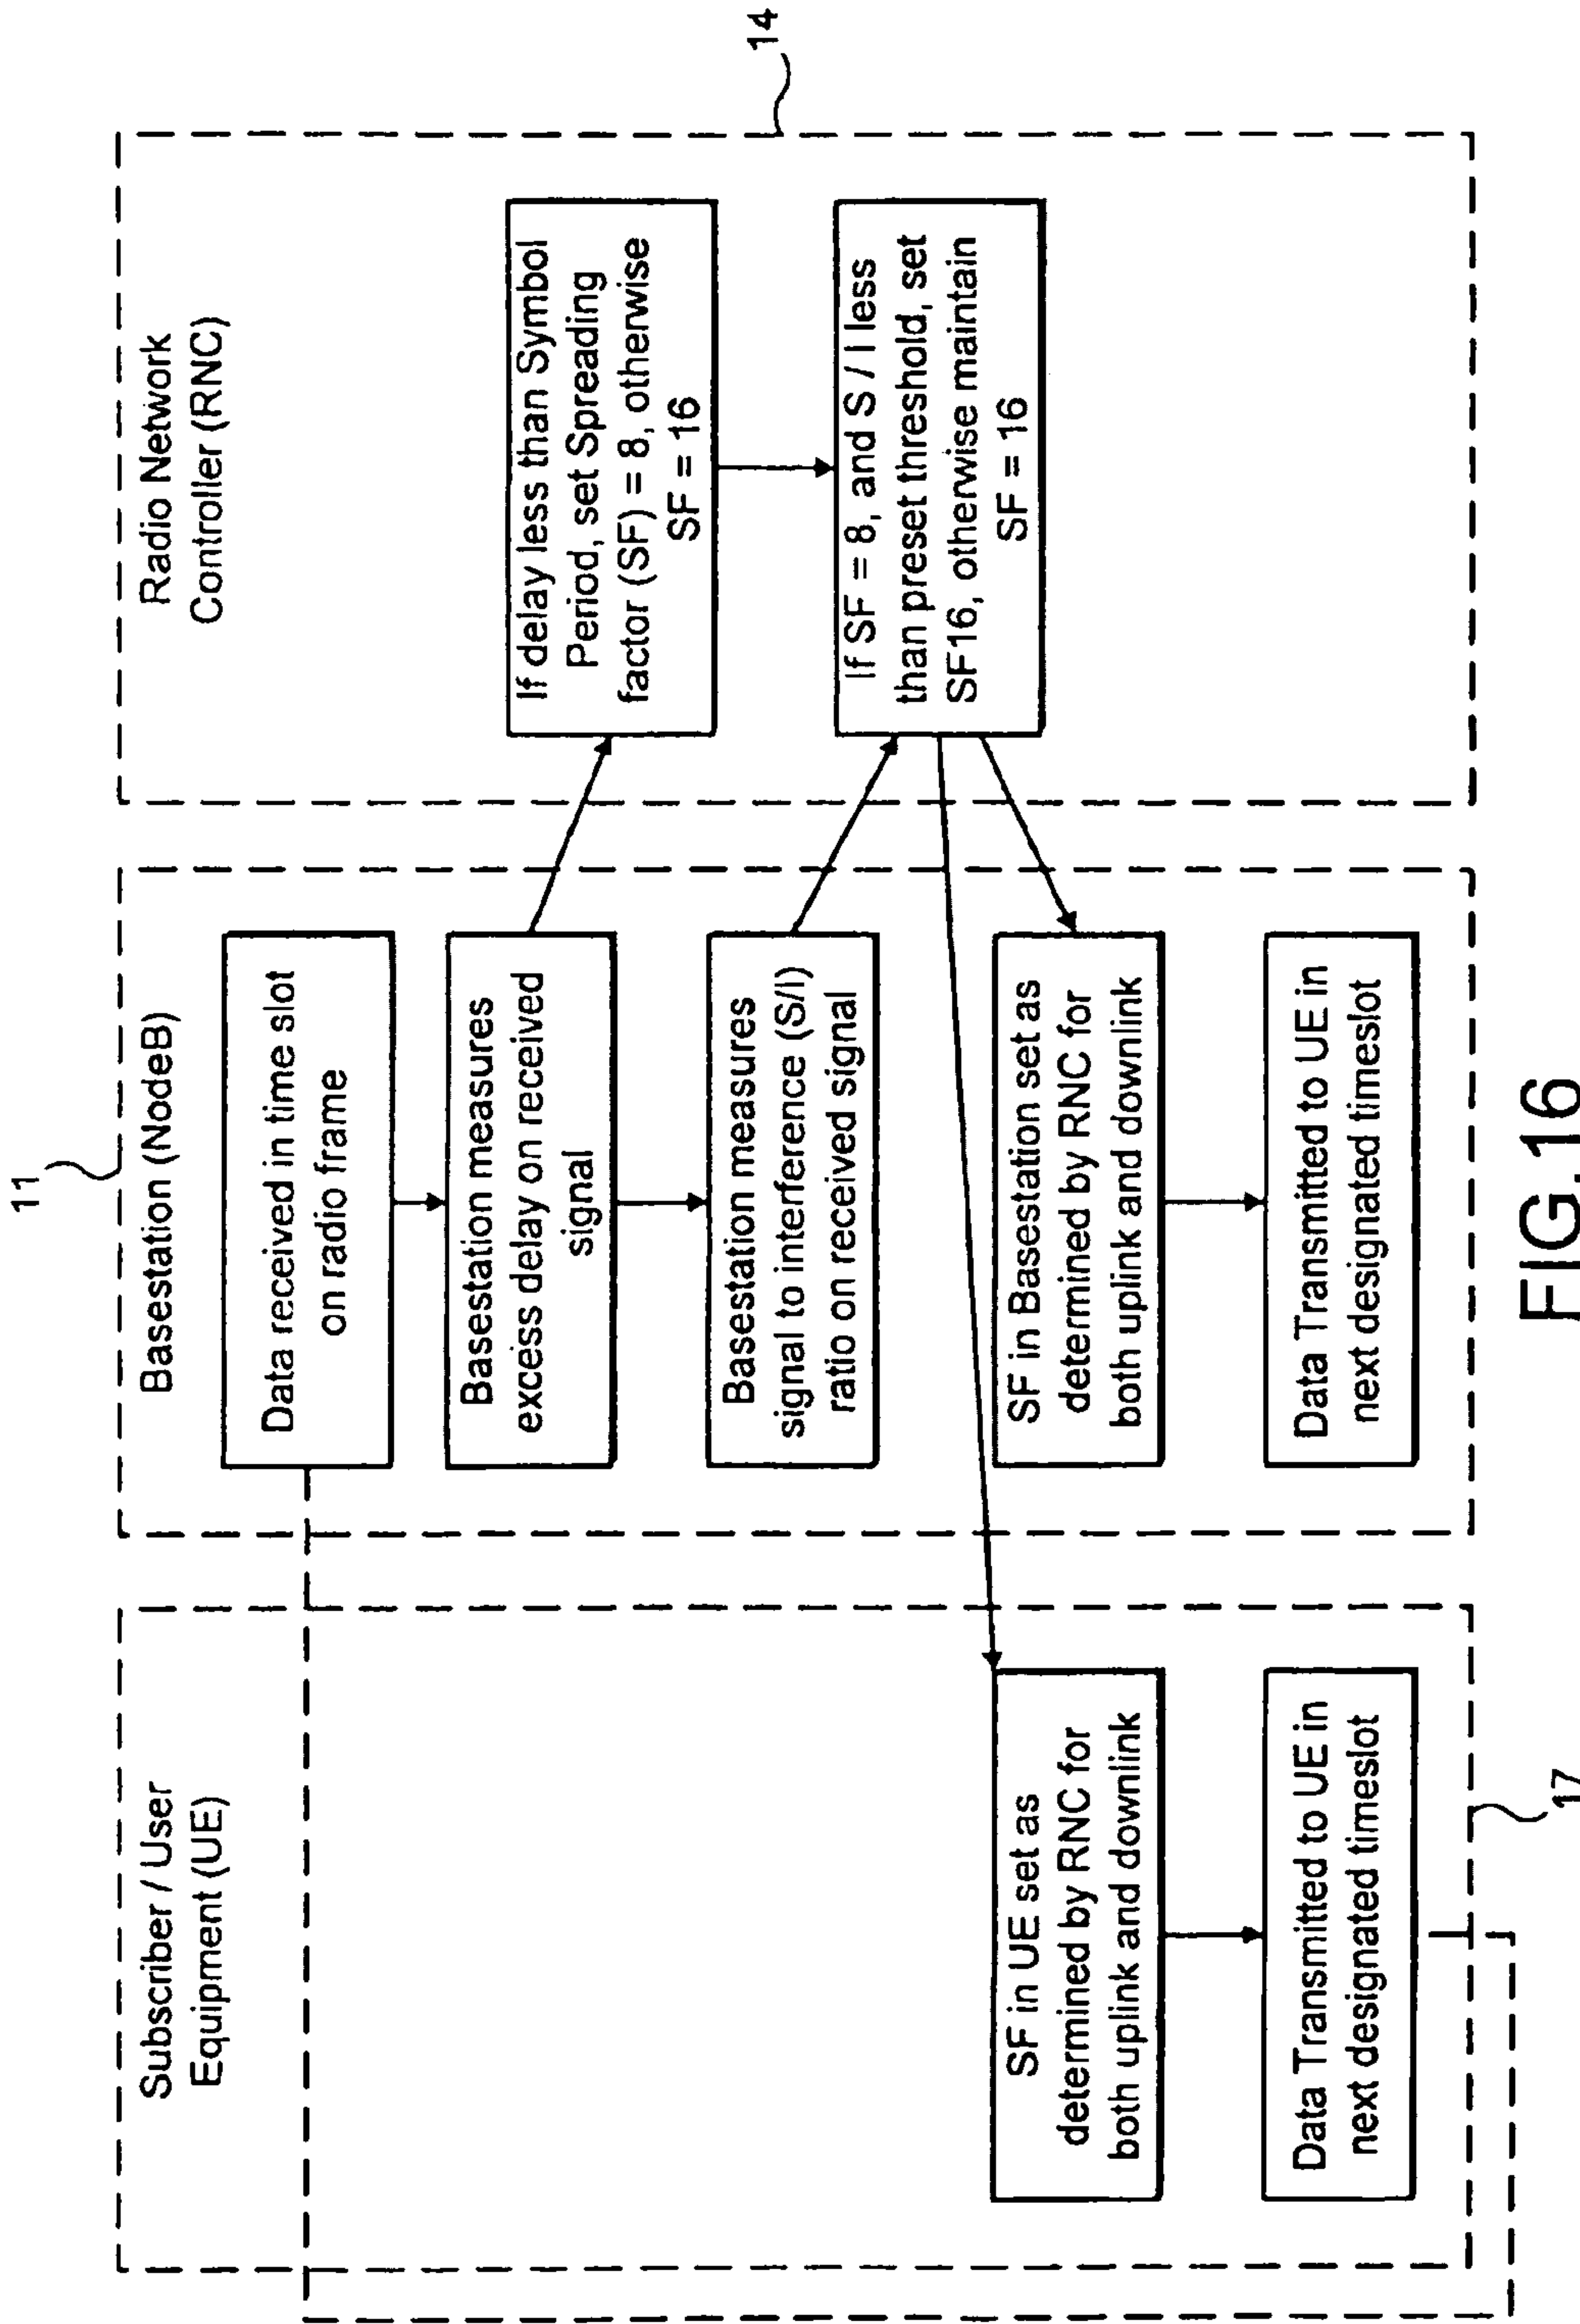 11
Subscriber / User
Equipment (UE)
SF in UE set as
determined by RNC for
both uplink and downlink
Data Transmitted to UE in
next designated timeslot
17
Basestation (NodeB)
Data received in time slot
on radio frame
Basestation measures
excess delay on received
signal
Basestation measures
signal to interference (S/I)
ratio on received signal
SF in Basestation set as
determined by RNC for
both uplink and downlink
Data Transmitted to UE in
next designated timeslot
Radio Network
Controller (RNC)
If delay less than Symbol
Period, set Spreading
factor (SF) = 8, otherwise
SF = 16
If SF = 8, and S / I less
than preset threshold, set
SF16, otherwise maintain
SF = 16
14
FIG.16